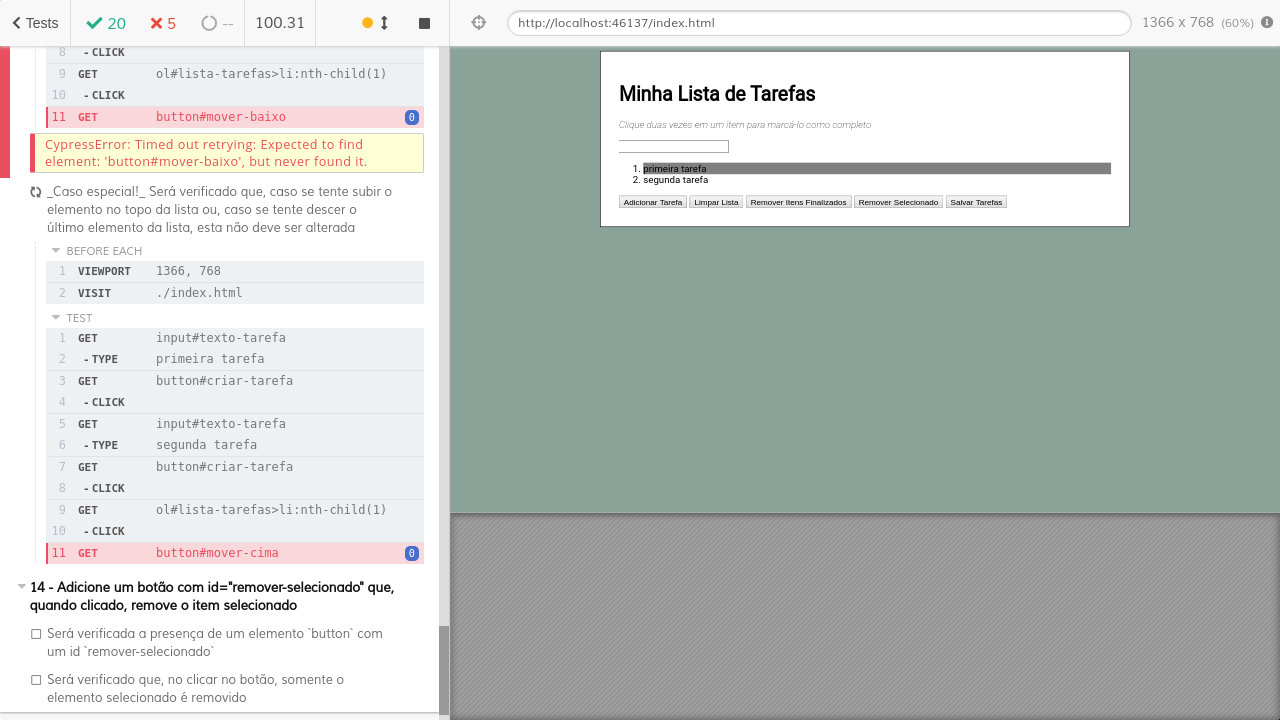 Tests 20 5 -- 100.31
8 - CLICK
9 GET ol#lista-tarefas>li:nth-child(1)
10 - CLICK
11 GET button#mover-baixo 0
CypressError: Timed out retrying: Expected to find
element: 'button#mover-baixo', but never found it.
_Caso especial!_ Será verificado que, caso se tente subir o
elemento no topo da lista ou, caso se tente descer o
último elemento da lista, esta não deve ser alterada
BEFORE EACH
1 VIEWPORT 1366, 768
2 VISIT ./index.html
TEST
1 GET input#texto-tarefa
2 - TYPE primeira tarefa
3 GET button#criar-tarefa
4 - CLICK
5 GET input#texto-tarefa
6 - TYPE segunda tarefa
7 GET button#criar-tarefa
8 - CLICK
9 GET ol#lista-tarefas>li:nth-child(1)
10 - CLICK
11 GET button#mover-cima 0
14 - Adicione um botão com id="remover-selecionado" que,
quando clicado, remove o item selecionado
Será verificada a presença de um elemento `button` com
um id `remover-selecionado`
Será verificado que, no clicar no botão, somente o
elemento selecionado é removido
http://localhost:46137/index.html 1366 x 768 (60%)
Minha Lista de Tarefas
Clique duas vezes em um item para marcá-lo como completo
1. primeira tarefa
2. segunda tarefa
Adicionar Tarefa Limpar Lista Remover Itens Finalizados Remover Selecionado Salvar Tarefas